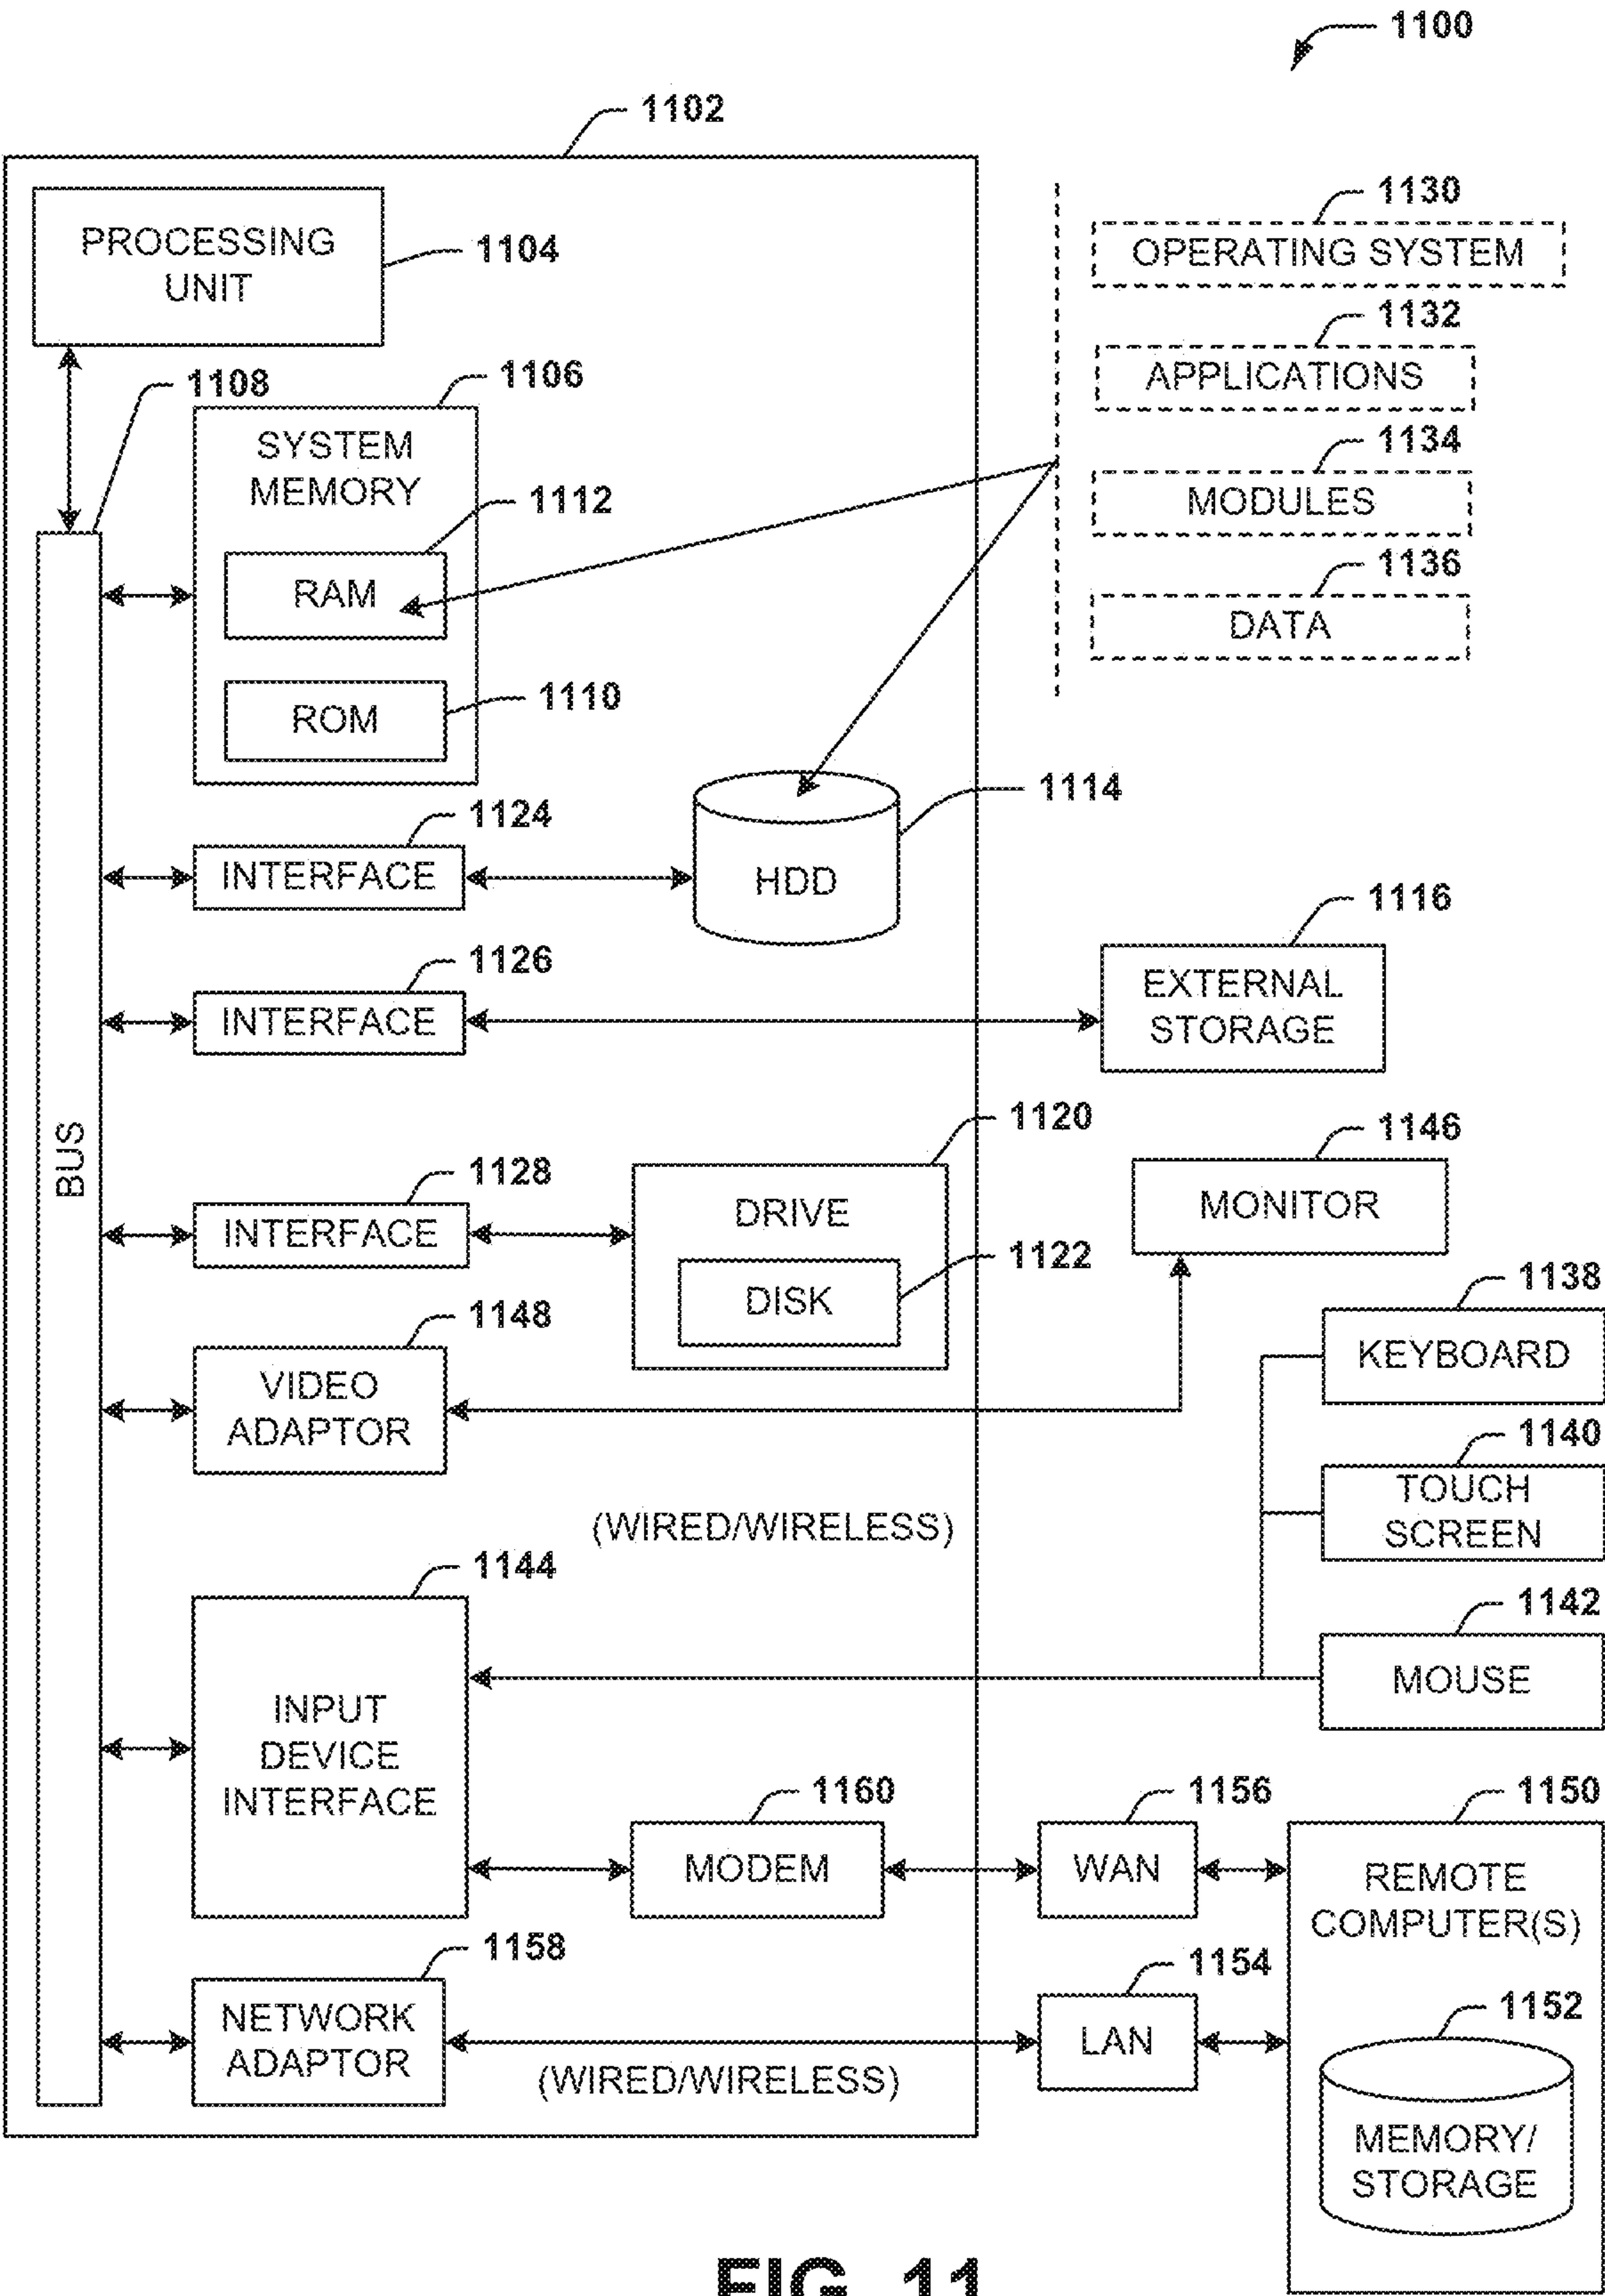 1100
1102
PROCESSING
UNIT
1104
1130
OPERATING SYSTEM
1132
APPLICATIONS
1134
MODULES
1136
DATA
1108
1106
SYSTEM
MEMORY
1112
RAM
1110
ROM
1124
INTERFACE
1114
HDD
1126
INTERFACE
1116
EXTERNAL
STORAGE
BUS
1128
INTERFACE
1120
DRIVE
1122
DISK
1146
MONITOR
1148
VIDEO
ADAPTOR
1138
KEYBOARD
1140
TOUCH
SCREEN
(WIRED/WIRELESS)
1142
MOUSE
1144
INPUT
DEVICE
INTERFACE
1160
MODEM
1156
WAN
1150
REMOTE
COMPUTER(S)
1158
NETWORK
ADAPTOR
(WIRED/WIRELESS)
1154
LAN
1152
MEMORY/
STORAGE
FIG. 11